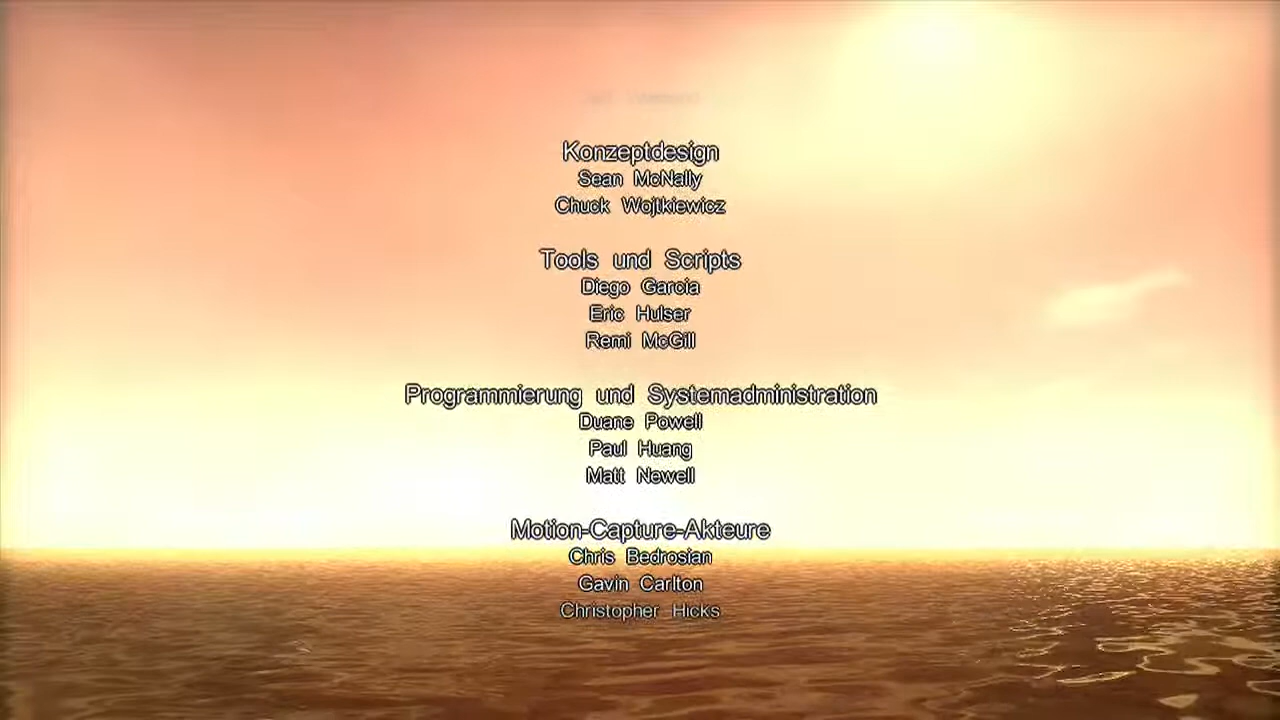 Konzeptdesign
Sean McNally
Chuck Wojtkiewicz
Tools und Scripts
Diego Garcia
Eric Hulser
Remi McGill
Programmierung und Systemadministration
Duane Powell
Paul Huang
Matt Newell
Motion-Capture-Akteure
Chris Bedrosian
Gavin Carlton
Christopher Hicks